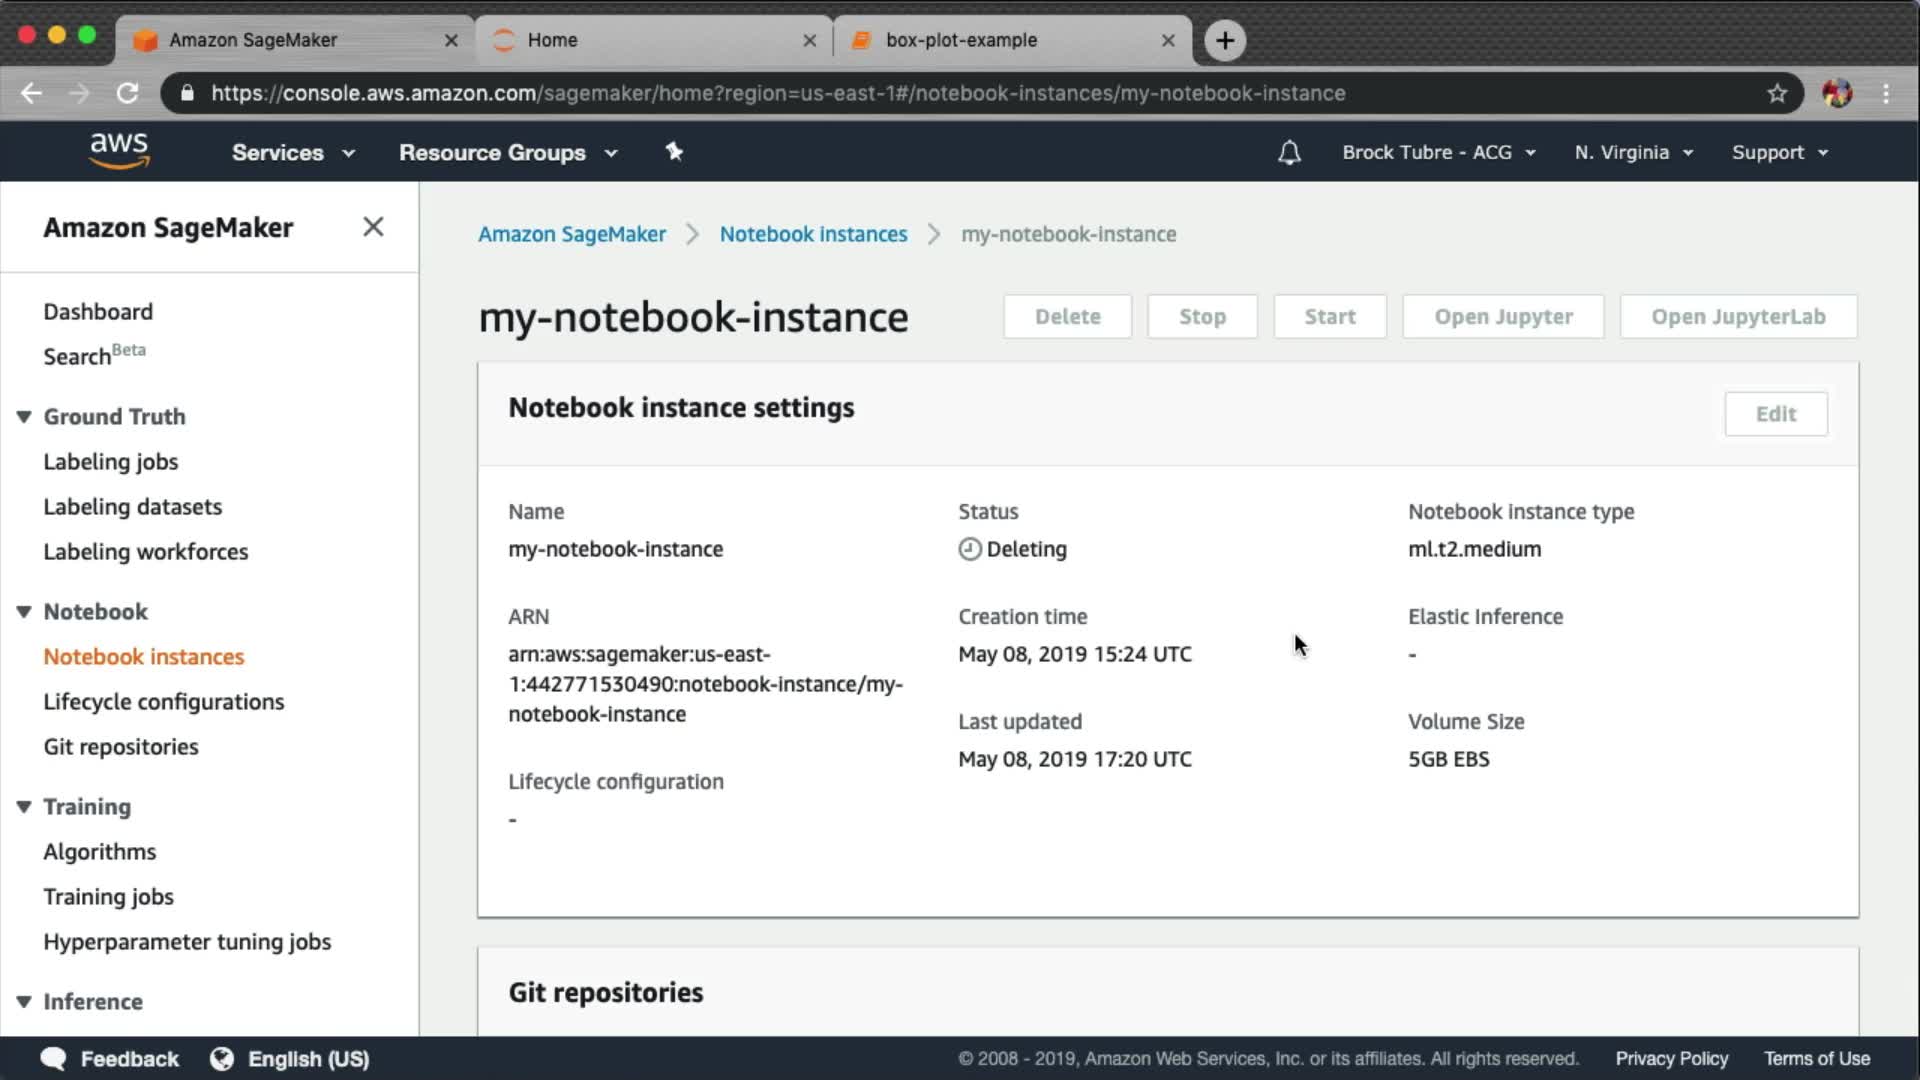 Amazon SageMaker
Home
box-plot-example
https://console.aws.amazon.com/sagemaker/home?region=us-east-1#/notebook-instances/my-notebook-instance
aws
Services
Resource Groups
Brock Tubre - ACG
N. Virginia
Support
Amazon SageMaker
Dashboard
Search Beta
Ground Truth
Labeling jobs
Labeling datasets
Labeling workforces
Notebook
Notebook instances
Lifecycle configurations
Git repositories
Training
Algorithms
Training jobs
Hyperparameter tuning jobs
Inference
Amazon SageMaker > Notebook instances > my-notebook-instance
my-notebook-instance
Delete
Stop
Start
Open Jupyter
Open JupyterLab
Notebook instance settings
Edit
Name
my-notebook-instance
ARN
arn:aws:sagemaker:us-east-
1:442771530490:notebook-instance/my-
notebook-instance
Lifecycle configuration
-
Status
Deleting
Creation time
May 08, 2019 15:24 UTC
Last updated
May 08, 2019 17:20 UTC
Notebook instance type
ml.t2.medium
Elastic Inference
-
Volume Size
5GB EBS
Git repositories
Feedback
English (US)
© 2008 - 2019, Amazon Web Services, Inc. or its affiliates. All rights reserved.
Privacy Policy
Terms of Use